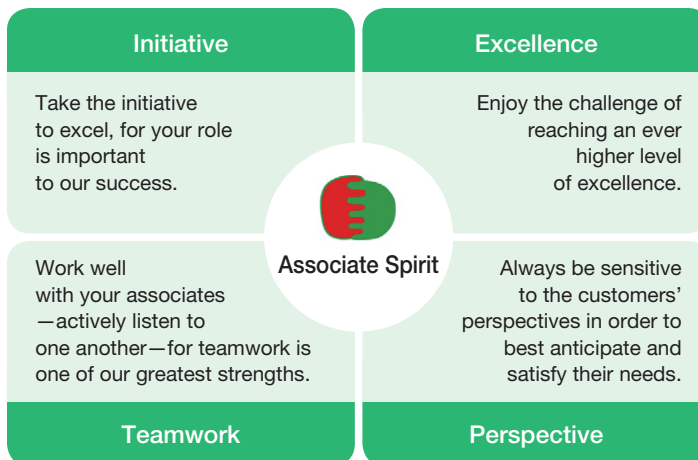 Initiative
Take the initiative
to excel, for your role
is important
to our success.
Excellence
Enjoy the challenge of
reaching an ever
higher level
of excellence.
Associate Spirit
Work well
with your associates
—actively listen to
one another—for teamwork is
one of our greatest strengths.
Teamwork
Always be sensitive
to the customers’
perspectives in order to
best anticipate and
satisfy their needs.
Perspective